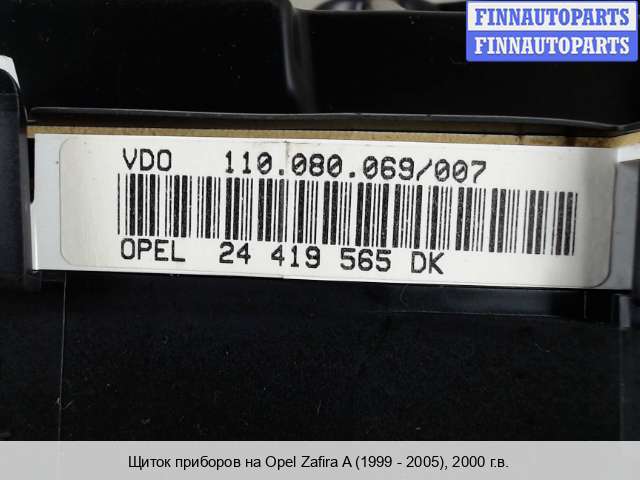 FINNAUTOPARTS
FINNAUTOPARTS
VDO 110.080.069/007
OPEL 24 419 565 DK
Щиток приборов на Opel Zafira A (1999 - 2005), 2000 г.в.